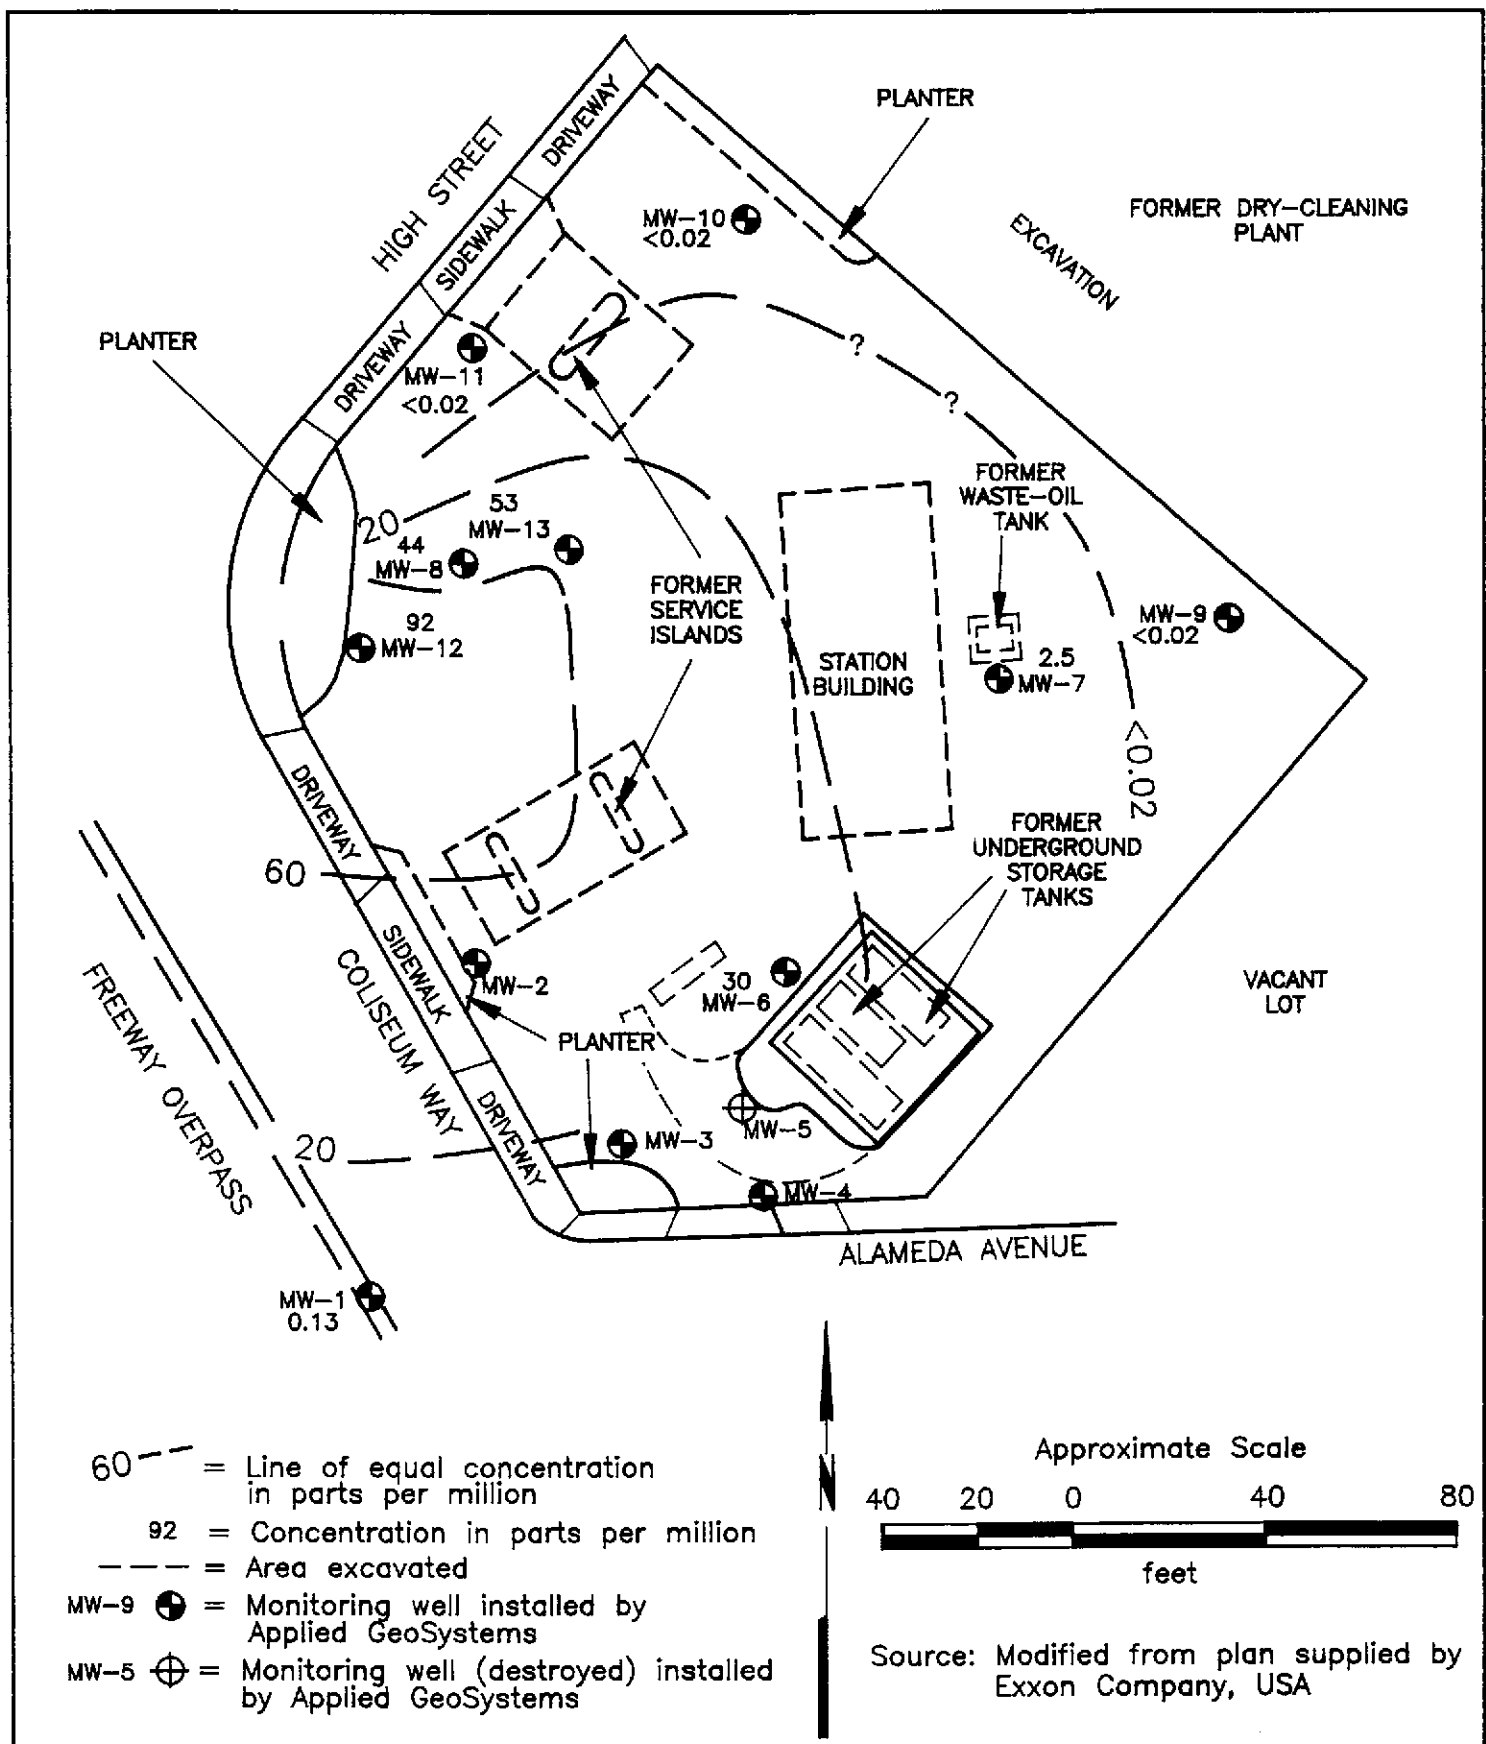 PLANTER
DRIVEWAY
HIGH STREET
SIDEWALK
MW-10
<0.02
EXCAVATION
FORMER DRY-CLEANING
PLANT
PLANTER
DRIVEWAY
MW-11
<0.02
?
?
20
53
MW-13
44
MW-8
92
MW-12
FORMER
SERVICE
ISLANDS
FORMER
WASTE-OIL
TANK
STATION
BUILDING
2.5
MW-7
MW-9
<0.02
<0.02
DRIVEWAY
60
FORMER
UNDERGROUND
STORAGE
TANKS
SIDEWALK
COLISEUM WAY
FREEWAY OVERPASS
MW-2
30
MW-6
VACANT
LOT
PLANTER
DRIVEWAY
MW-5
20
MW-3
MW-4
ALAMEDA AVENUE
MW-1
0.13
N
60 = Line of equal concentration
in parts per million
92 = Concentration in parts per million
= Area excavated
MW-9 = Monitoring well installed by
Applied GeoSystems
MW-5 = Monitoring well (destroyed) installed
by Applied GeoSystems
Approximate Scale
40 20 0 40 80
feet
Source: Modified from plan supplied by
Exxon Company, USA